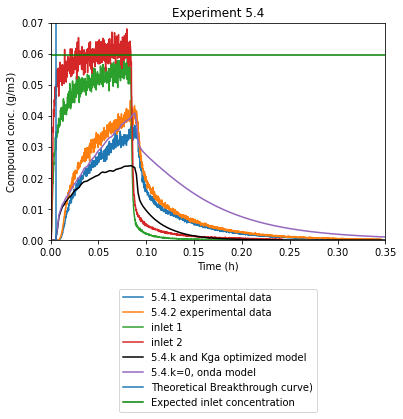 Experiment 5.4
Compound conc. (g/m3)
0.07
0.06
0.05
0.04
0.03
0.02
0.01
0.00
0.00 0.05 0.10 0.15 0.20 0.25 0.30 0.35
Time (h)
5.4.1 experimental data
5.4.2 experimental data
inlet 1
inlet 2
5.4.k and Kga optimized model
5.4.k=0, onda model
Theoretical Breakthrough curve)
Expected inlet concentration